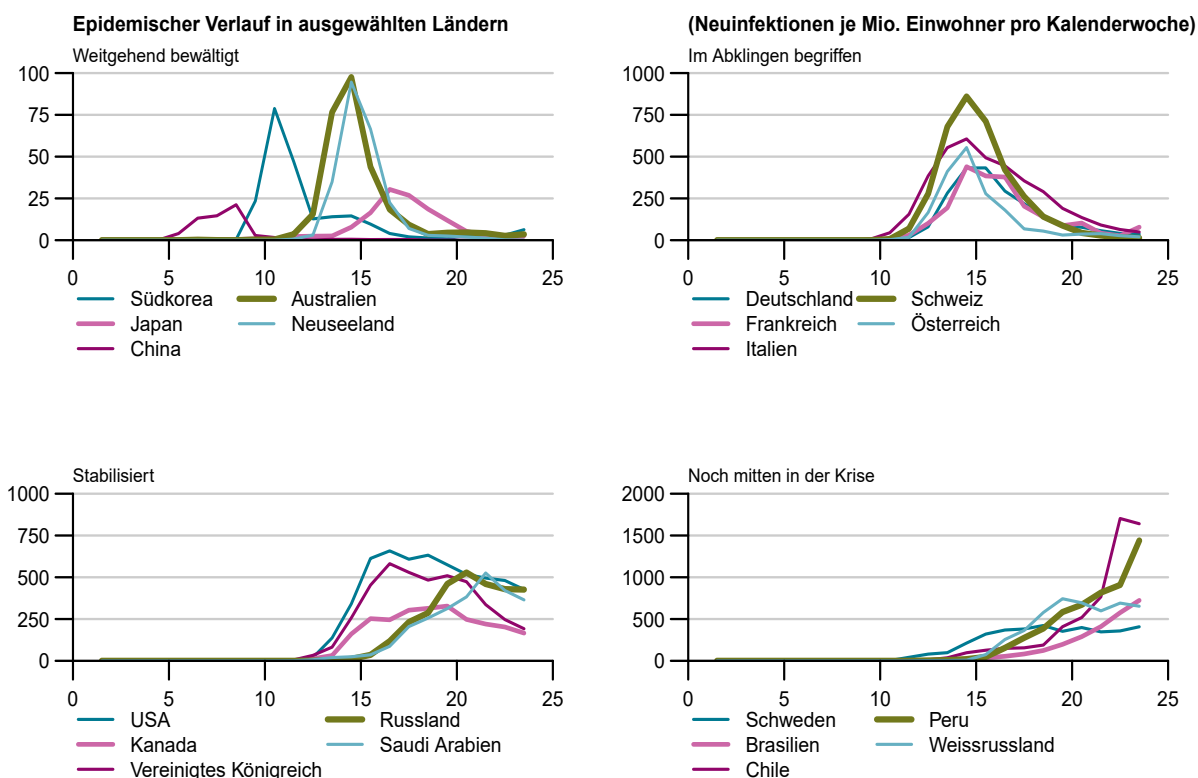 Epidemischer Verlauf in ausgewählten Ländern
(Neuinfektionen je Mio. Einwohner pro Kalenderwoche)
Weitgehend bewältigt
100
75
50
25
0
0 5 10 15 20 25
Südkorea Australien
Japan Neuseeland
China
Im Abklingen begriffen
1000
750
500
250
0
0 5 10 15 20 25
Deutschland Schweiz
Frankreich Österreich
Italien
Stabilisiert
1000
750
500
250
0
0 5 10 15 20 25
USA Russland
Kanada Saudi Arabien
Vereinigtes Königreich
Noch mitten in der Krise
2000
1500
1000
500
0
0 5 10 15 20 25
Schweden Peru
Brasilien Weissrussland
Chile